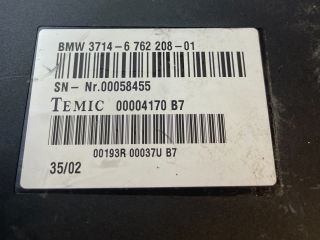 BMW 3714-6 762 208-01
SN- Nr.00058455
TEMIC 00004170 B7
00193R 00037U B7
35/02